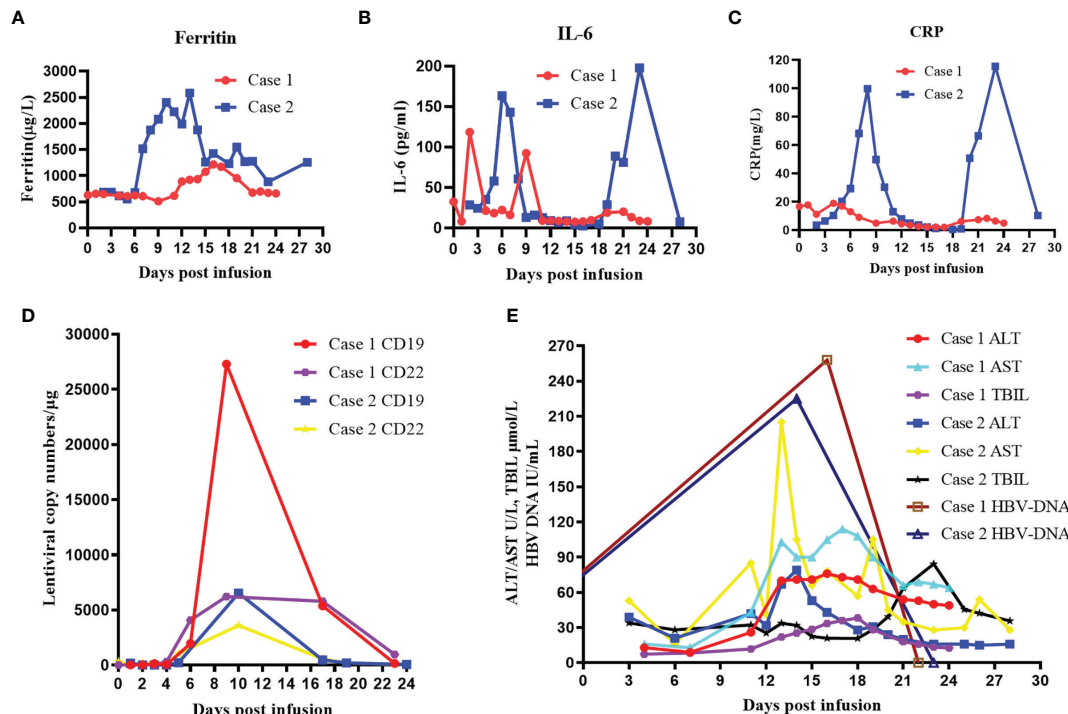 A
Ferritin
Ferritin(µg/L)
3000
2500
2000
1500
1000
500
0
Case 1
Case 2
0 3 6 9 12 15 18 21 24 27 30
Days post infusion
B
IL-6
IL-6 (pg/ml)
200
150
100
50
0
Case 1
Case 2
0 3 6 9 12 15 18 21 24 27 30
Days post infusion
C
CRP
CRP(mg/L)
120
100
80
60
40
20
0
Case 1
Case 2
0 3 6 9 12 15 18 21 24 27 30
Days post infusion
D
Lentiviral copy numbers/µg
30000
25000
20000
15000
10000
5000
0
Case 1 CD19
Case 1 CD22
Case 2 CD19
Case 2 CD22
0 2 4 6 8 10 12 14 16 18 20 22 24
Days post infusion
E
ALT/AST U/L, TBIL µmol/L
HBV DNA IU/mL
270
240
210
180
150
120
90
60
30
0
Case 1 ALT
Case 1 AST
Case 1 TBIL
Case 2 ALT
Case 2 AST
Case 2 TBIL
Case 1 HBV-DNA
Case 2 HBV-DNA
0 3 6 9 12 15 18 21 24 27 30
Days post infusion